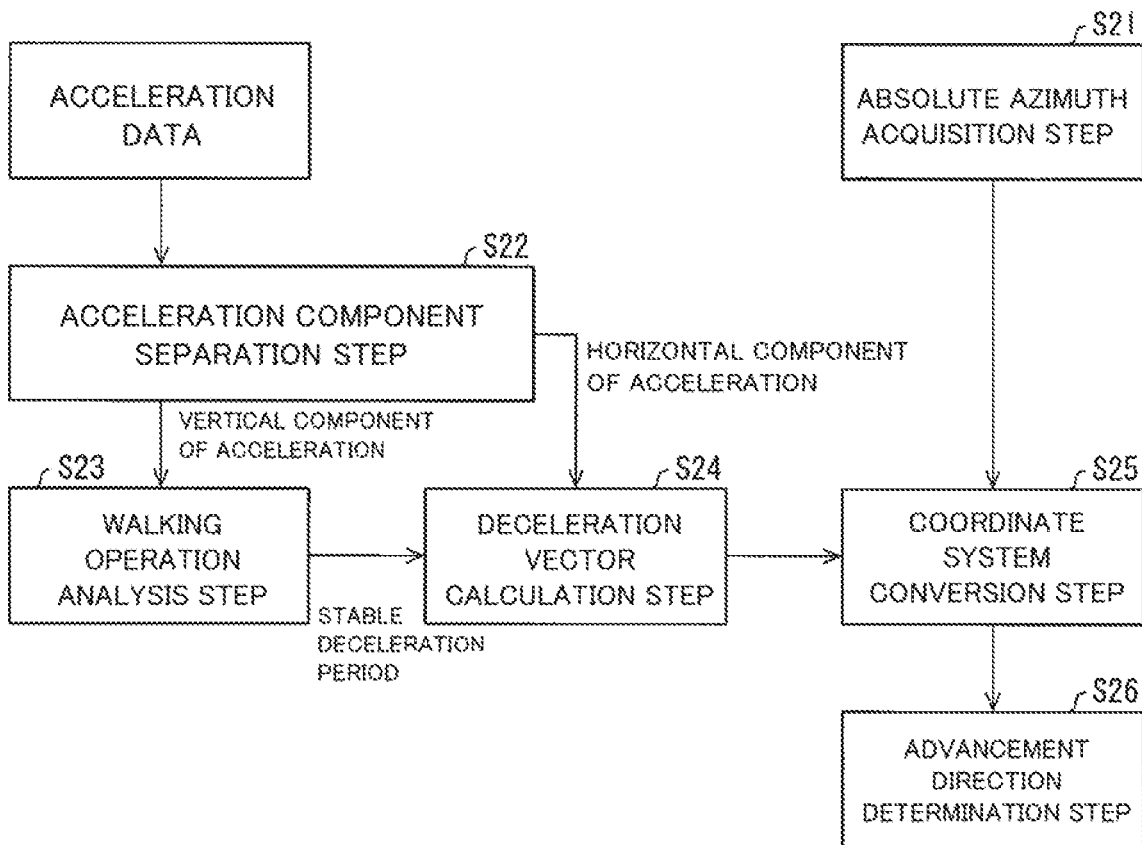 S21
ACCELERATION
DATA
ABSOLUTE AZIMUTH
ACQUISITION STEP
S22
ACCELERATION COMPONENT
SEPARATION STEP
HORIZONTAL COMPONENT
OF ACCELERATION
VERTICAL COMPONENT
OF ACCELERATION
S23
WALKING
OPERATION
ANALYSIS STEP
STABLE
DECELERATION
PERIOD
S24
DECELERATION
VECTOR
CALCULATION STEP
S25
COORDINATE
SYSTEM
CONVERSION STEP
S26
ADVANCEMENT
DIRECTION
DETERMINATION STEP